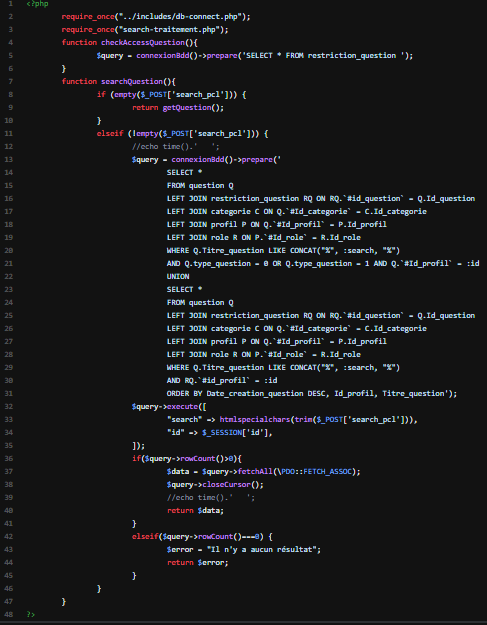 1 <?php
2 require_once("../includes/db-connect.php");
3 require_once("search-traitement.php");
4 function checkAccessQuestion(){
5 $query = connexionBdd()->prepare('SELECT * FROM restriction_question ');
6 }
7 function searchQuestion(){
8 if (empty($_POST['search_pcl'])) {
9 return getQuestion();
10 }
11 elseif (!empty($_POST['search_pcl'])) {
12 //echo time().'   ';
13 $query = connexionBdd()->prepare('
14 SELECT *
15 FROM question Q
16 LEFT JOIN restriction_question RQ ON RQ.`#id_question` = Q.Id_question
17 LEFT JOIN categorie C ON Q.`#Id_categorie` = C.Id_categorie
18 LEFT JOIN profil P ON Q.`#Id_profil` = P.Id_profil
19 LEFT JOIN role R ON P.`#Id_role` = R.Id_role
20 WHERE Q.Titre_question LIKE CONCAT("%", :search, "%")
21 AND Q.type_question = 0 OR Q.type_question = 1 AND Q.`#Id_profil` = :id
22 UNION
23 SELECT *
24 FROM question Q
25 LEFT JOIN restriction_question RQ ON RQ.`#id_question` = Q.Id_question
26 LEFT JOIN categorie C ON Q.`#Id_categorie` = C.Id_categorie
27 LEFT JOIN profil P ON Q.`#Id_profil` = P.Id_profil
28 LEFT JOIN role R ON P.`#Id_role` = R.Id_role
29 WHERE Q.Titre_question LIKE CONCAT("%", :search, "%")
30 AND RQ.`#id_profil` = :id
31 ORDER BY Date_creation_question DESC, Id_profil, Titre_question');
32 $query->execute([
33 "search" => htmlspecialchars(trim($_POST['search_pcl'])),
34 "id" => $_SESSION['id'],
35 ]);
36 if($query->rowCount()>0){
37 $data = $query->fetchAll(\PDO::FETCH_ASSOC);
38 $query->closeCursor();
39 //echo time().'   ';
40 return $data;
41 }
42 elseif($query->rowCount()===0) {
43 $error = "Il n'y a aucun résultat";
44 return $error;
45 }
46 }
47 }
48 ?>